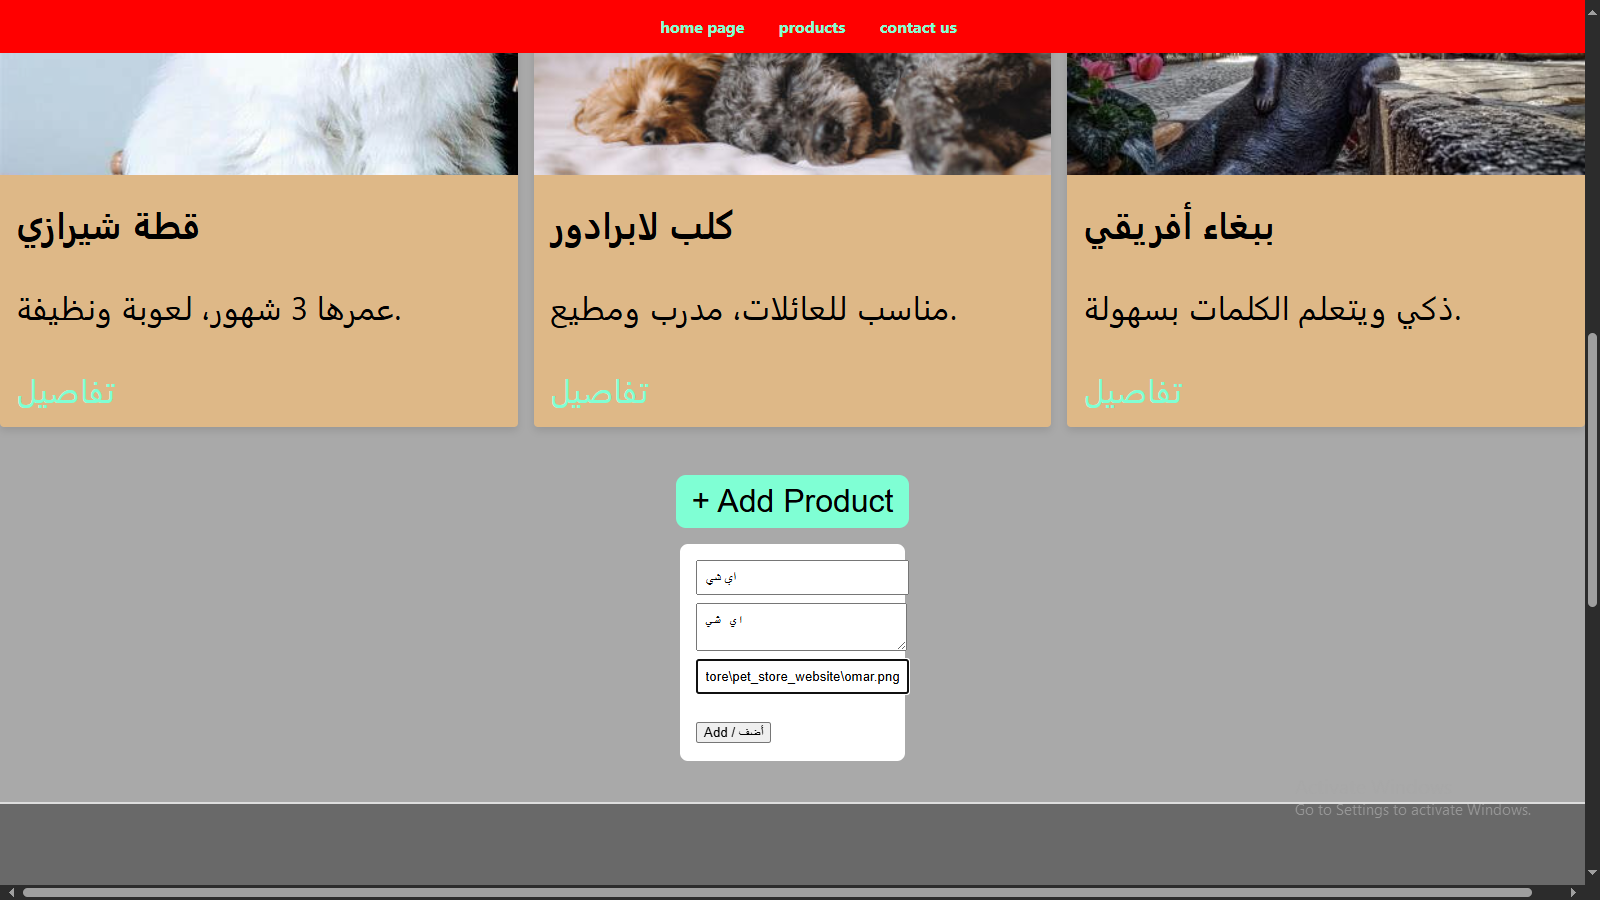 home page products contact us
قطة شيرازي
عمرها 3 شهور، لعوبة ونظيفة.
تفاصيل
كلب لابرادور
مناسب للعائلات، مدرب ومطيع.
تفاصيل
ببغاء أفريقي
ذكي ويتعلم الكلمات بسهولة.
تفاصيل
+ Add Product
اي شي
اي شي
tore\pet_store_website\omar.png
Add / أضف
Go to Settings to activate Windows.